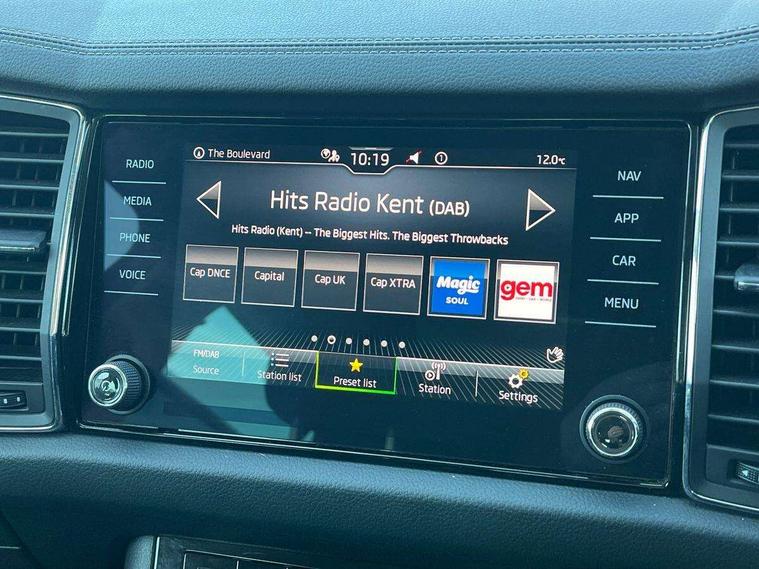 RADIO
MEDIA
PHONE
VOICE
The Boulevard
10:19
12.0°C
Hits Radio Kent (DAB)
Hits Radio (Kent) -- The Biggest Hits. The Biggest Throwbacks
Cap DNCE
Capital
Cap UK
Cap XTRA
Magic
SOUL
gem
FM/DAB
Source
Station list
Preset list
Station
Settings
NAV
APP
CAR
MENU